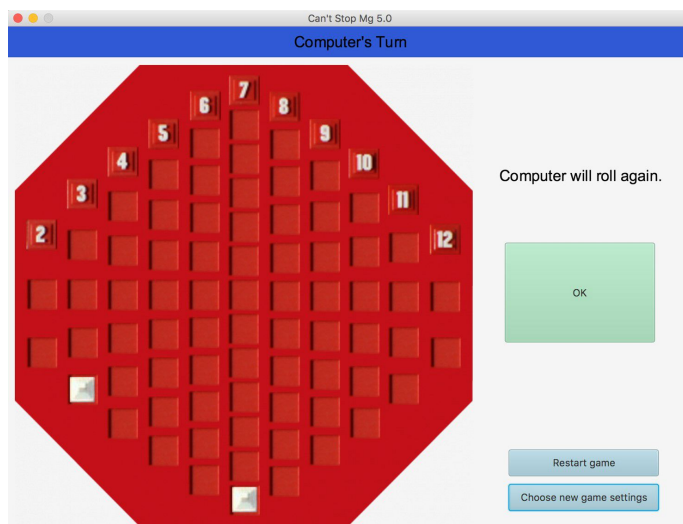 Can't Stop Mg 5.0
Computer's Turn
7
6
8
5
9
4
10
3
11
2
12
Computer will roll again.
OK
Restart game
Choose new game settings